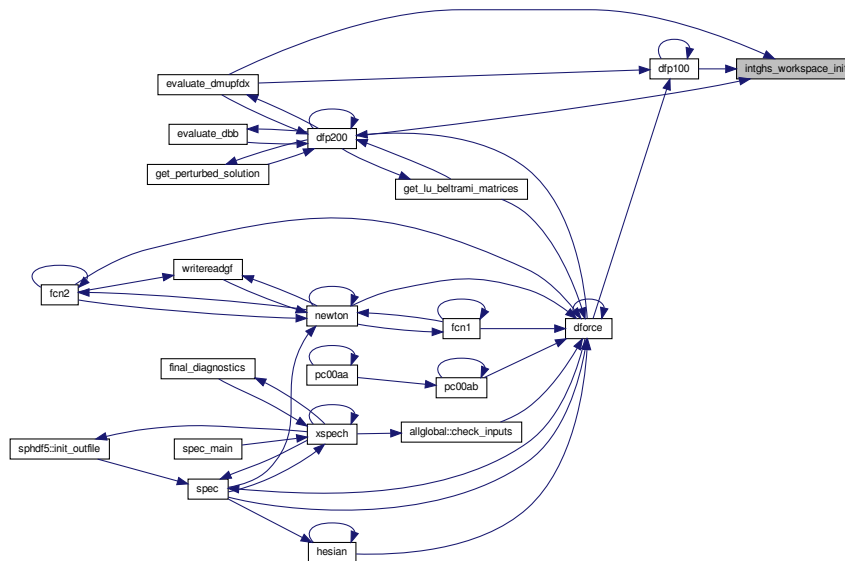 dfp100
intghs_workspace_init
evaluate_dmupfdx
evaluate_dbb
dfp200
get_perturbed_solution
get_lu_beltrami_matrices
writereadgf
fcn2
newton
fcn1
dforce
final_diagnostics
pc00aa
pc00ab
xspech
allglobal::check_inputs
sphdf5::init_outfile
spec_main
spec
hesian